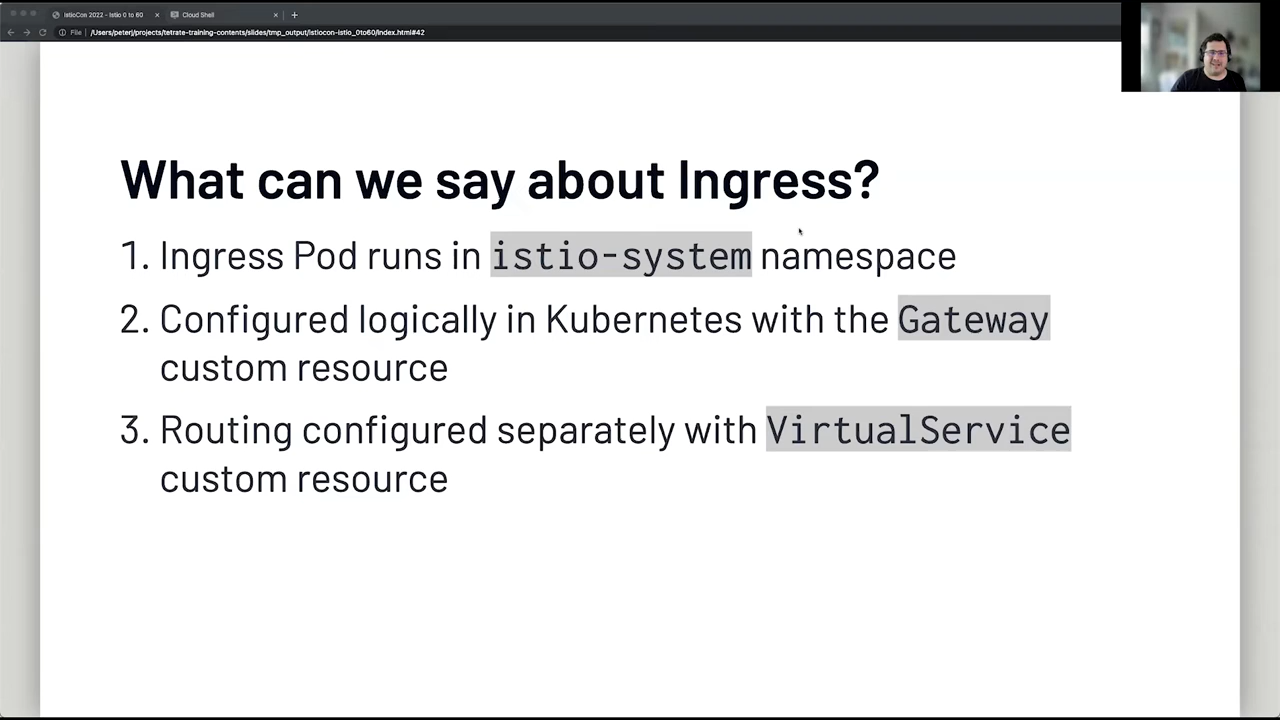 IstioCon 2022 - Istio 0 to 60
Cloud Shell
File /Users/peterj/projects/tetrate-training-contents/slides/tmp_output/istiocon-istio_0to60/index.html#42
What can we say about Ingress?
1. Ingress Pod runs in istio-system namespace
2. Configured logically in Kubernetes with the Gateway
custom resource
3. Routing configured separately with VirtualService
custom resource